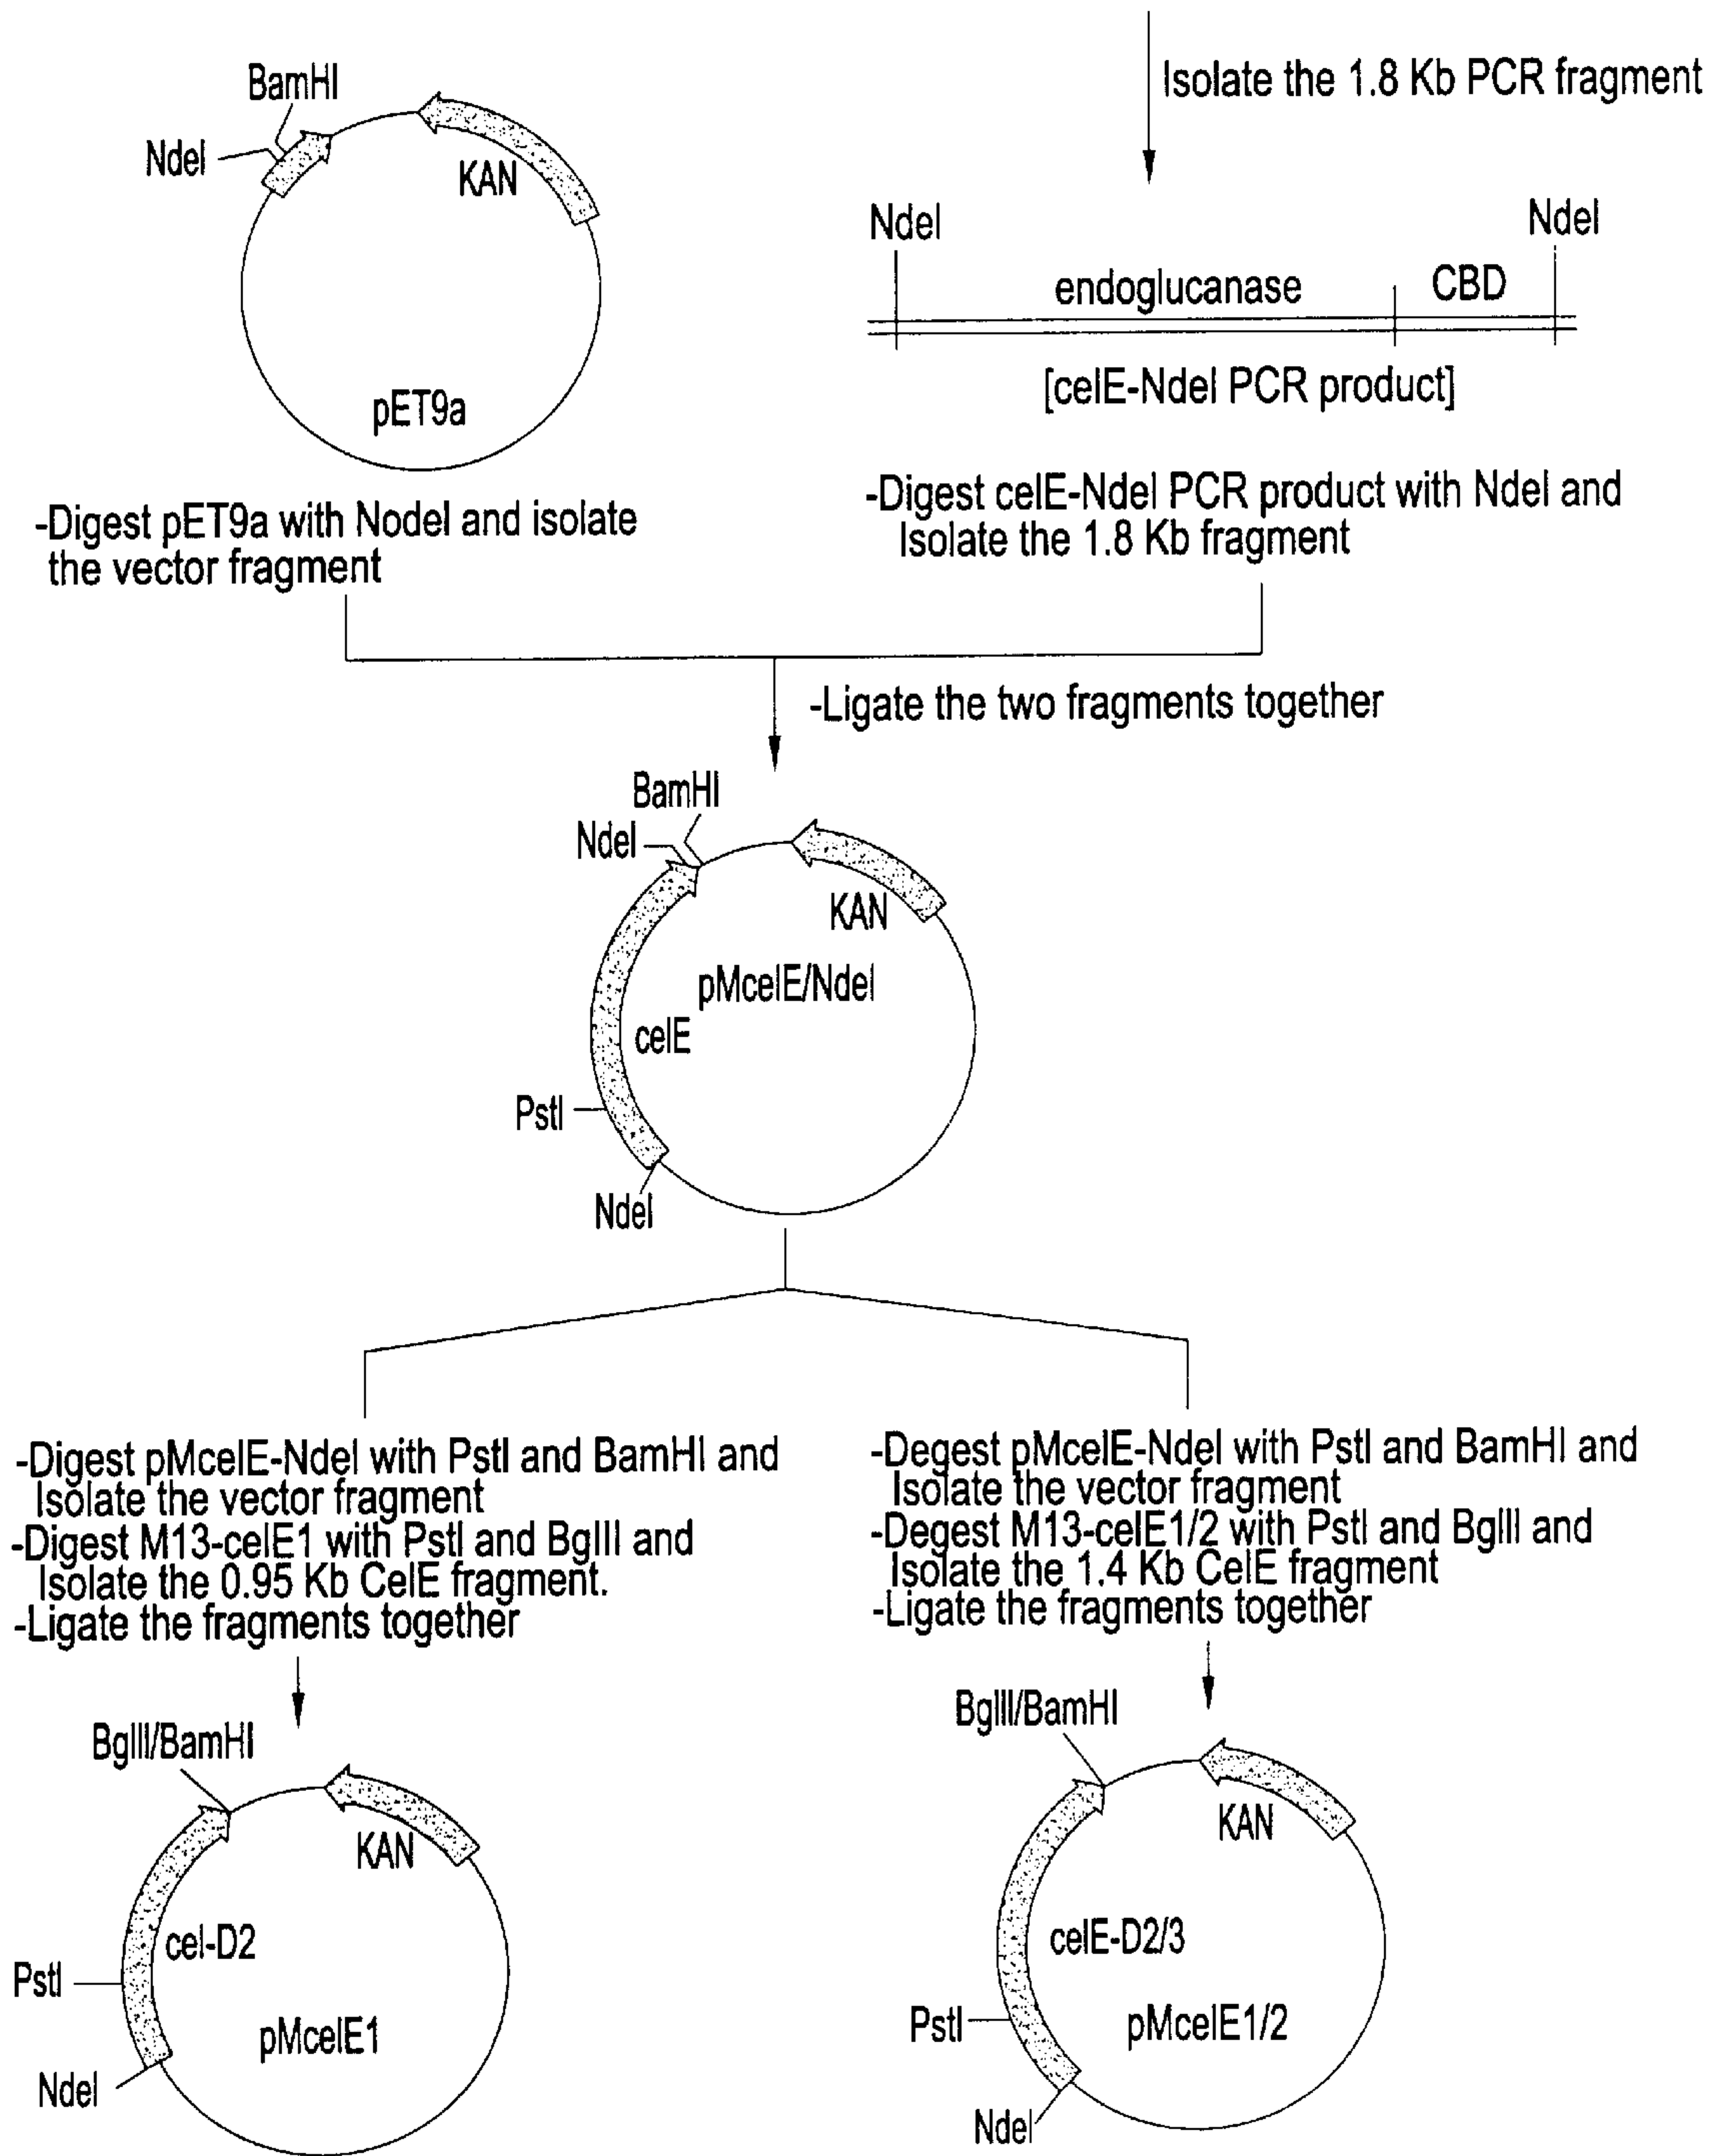 Isolate the 1.8 Kb PCR fragment
BamHI
NdeI
KAN
pET9a
NdeI
NdeI
endoglucanase
CBD
[celE-NdeI PCR product]
-Digest pET9a with NodeI and isolate
the vector fragment
-Digest celE-NdeI PCR product with NdeI and
Isolate the 1.8 Kb fragment
-Ligate the two fragments together
BamHI
NdeI
KAN
pMcelE/NdeI
celE
PstI
NdeI
-Digest pMcelE-NdeI with PstI and BamHI and
Isolate the vector fragment
-Digest M13-celE1 with PstI and BglII and
Isolate the 0.95 Kb CelE fragment.
-Ligate the fragments together
-Degest pMcelE-NdeI with PstI and BamHI and
Isolate the vector fragment
-Degest M13-celE1/2 with PstI and BglII and
Isolate the 1.4 Kb CelE fragment
-Ligate the fragments together
BglII/BamHI
KAN
cel-D2
PstI
pMcelE1
NdeI
BglII/BamHI
KAN
celE-D2/3
PstI
pMcelE1/2
NdeI